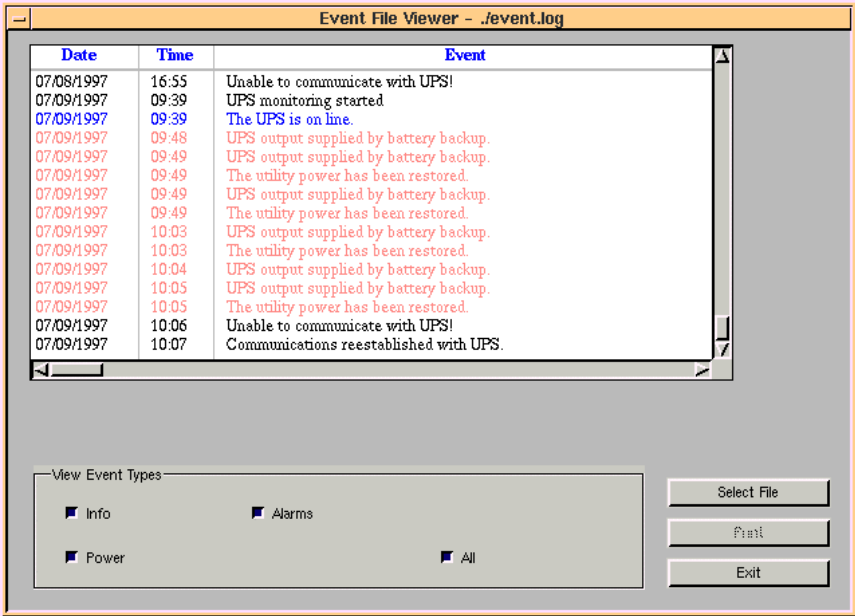 Event File Viewer - ./event.log
Date Time Event
07/08/1997 16:55 Unable to communicate with UPS!
07/09/1997 09:39 UPS monitoring started
07/09/1997 09:39 The UPS is on line.
07/09/1997 09:48 UPS output supplied by battery backup.
07/09/1997 09:49 UPS output supplied by battery backup.
07/09/1997 09:49 The utility power has been restored.
07/09/1997 09:49 UPS output supplied by battery backup.
07/09/1997 09:49 The utility power has been restored.
07/09/1997 10:03 UPS output supplied by battery backup.
07/09/1997 10:03 The utility power has been restored.
07/09/1997 10:04 UPS output supplied by battery backup.
07/09/1997 10:05 UPS output supplied by battery backup.
07/09/1997 10:05 The utility power has been restored.
07/09/1997 10:06 Unable to communicate with UPS!
07/09/1997 10:07 Communications reestablished with UPS.
View Event Types
Info Alarms
Power All
Select File
Print
Exit